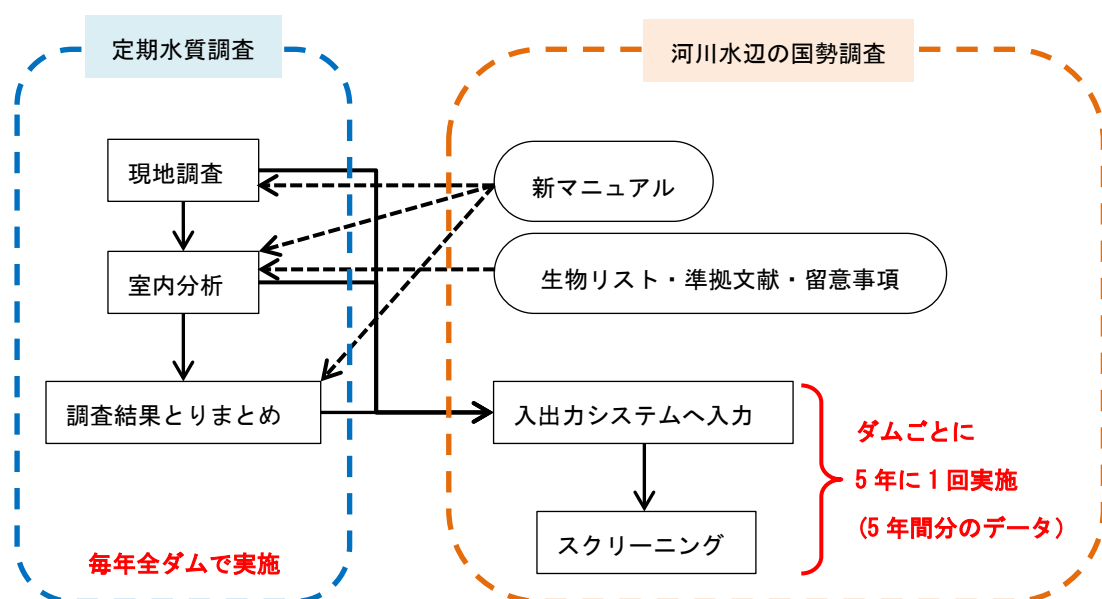 定期水質調査
河川水辺の国勢調査
現地調査
新マニュアル
室内分析
生物リスト・準拠文献・留意事項
調査結果とりまとめ
入出力システムへ入力
ダムごとに
5年に1回実施
(5年間分のデータ)
スクリーニング
毎年全ダムで実施